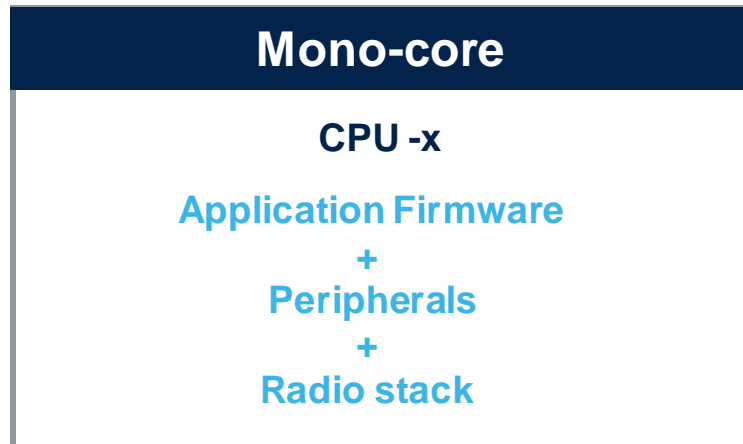 Mono-core
CPU -x
Application Firmware
+
Peripherals
+
Radio stack